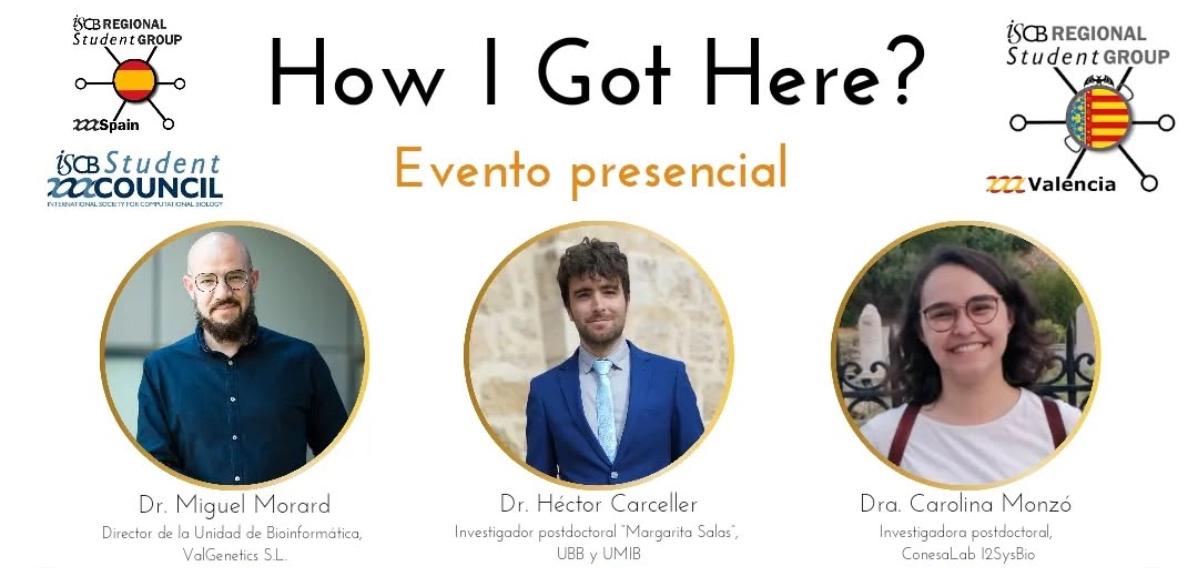 iSCB REGIONAL
Student GROUP
Spain
iSCB Student
COUNCIL
INTERNATIONAL SOCIETY FOR COMPUTATIONAL BIOLOGY
How I Got Here?
Evento presencial
iSCB REGIONAL
Student GROUP
Valencia
Dr. Miguel Morard
Director de la Unidad de Bioinformática,
ValGenetics S.L.
Dr. Héctor Carceller
Investigador postdoctoral "Margarita Salas",
UBB y UMIB
Dra. Carolina Monzó
Investigadora postdoctoral,
ConesaLab I2SysBio